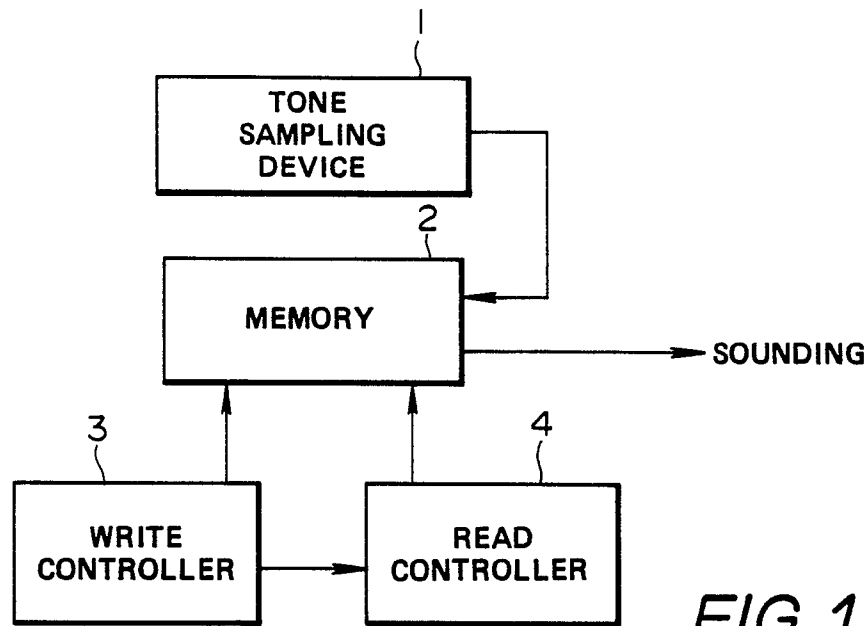 1
TONE
SAMPLING
DEVICE
2
MEMORY
SOUNDING
3
4
WRITE
CONTROLLER
READ
CONTROLLER
FIG. 1